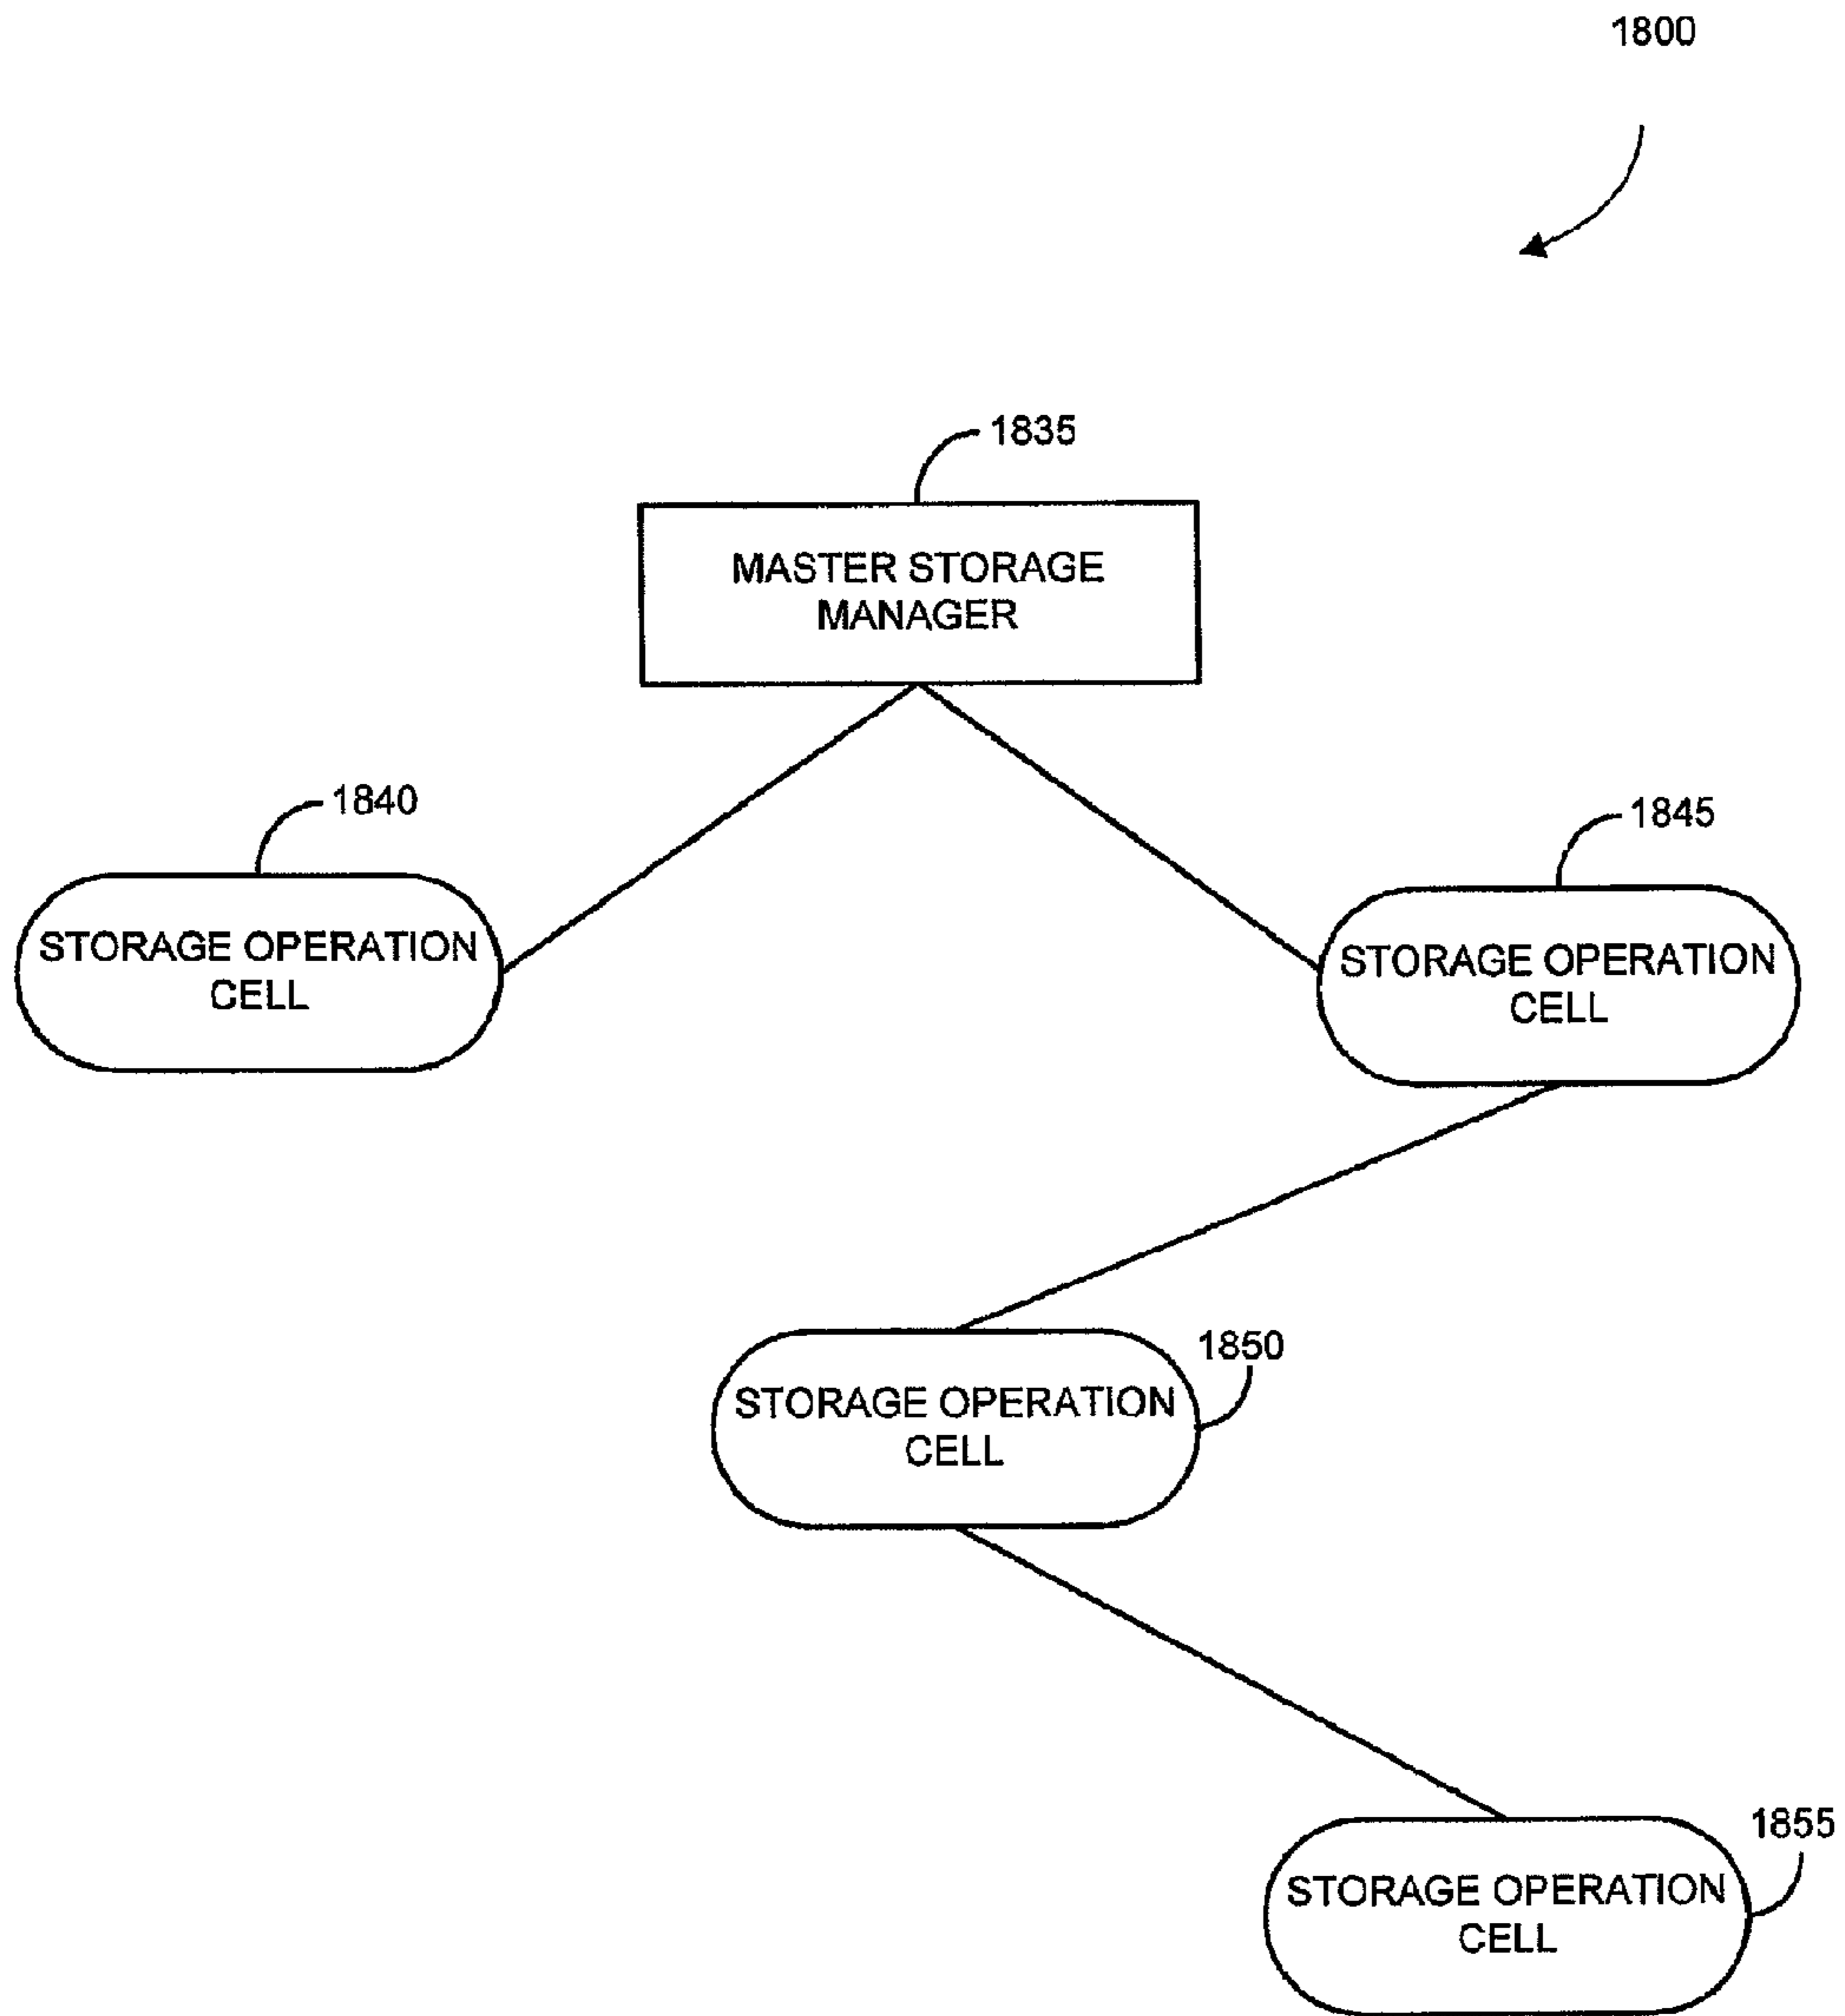 1800
1835
MASTER STORAGE
MANAGER
1840
1845
STORAGE OPERATION
CELL
STORAGE OPERATION
CELL
1850
STORAGE OPERATION
CELL
1855
STORAGE OPERATION
CELL